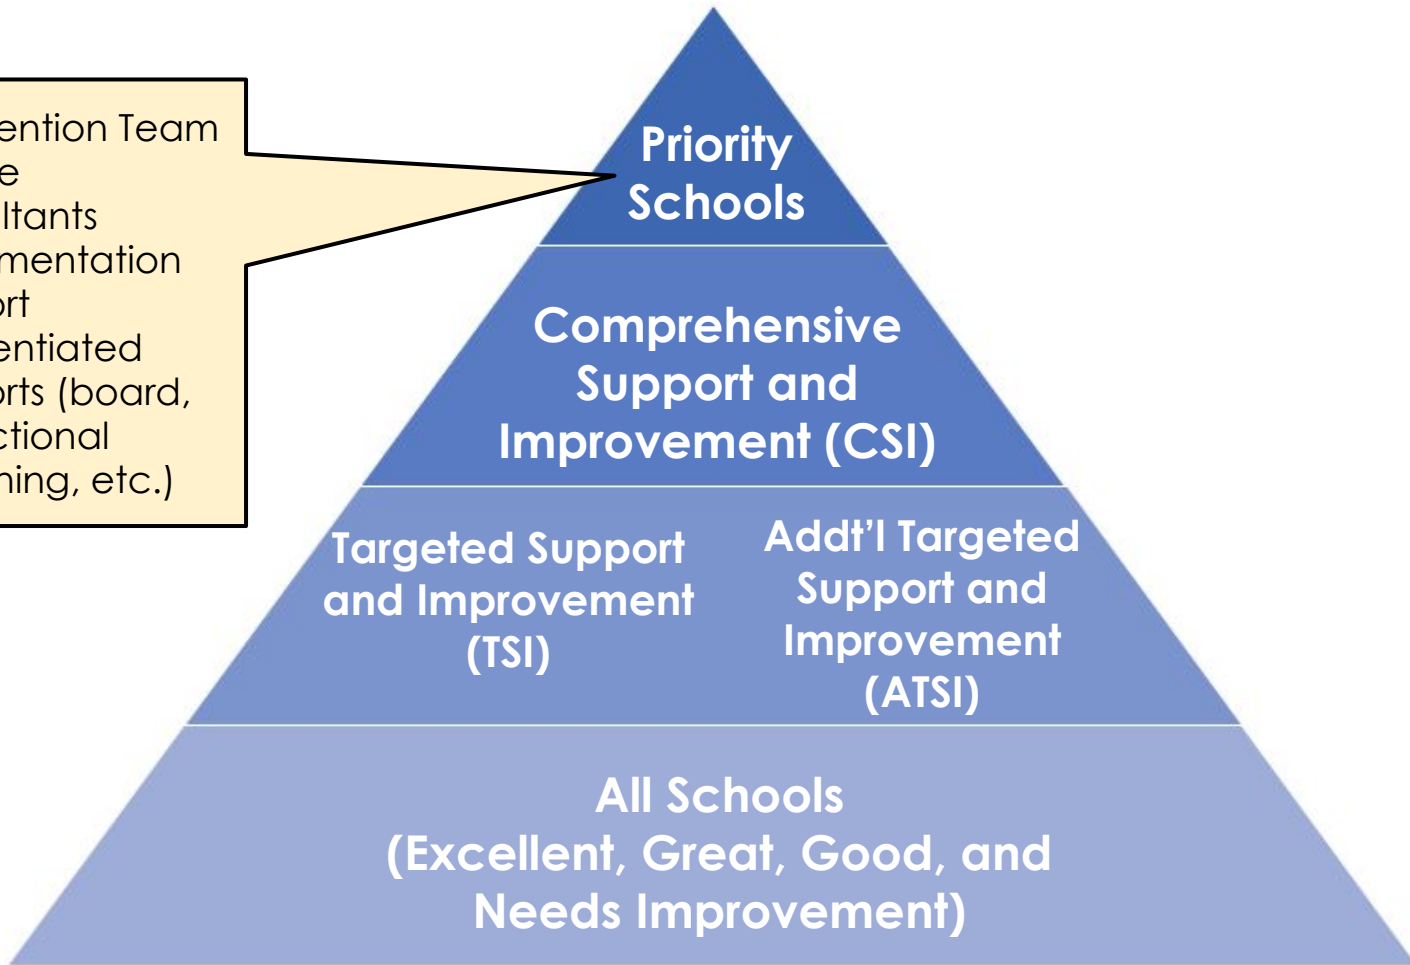 ention Team
e
ltants
mentation
ort
entiated
orts (board,
ctional
ning, etc.)
Priority
Schools
Comprehensive
Support and
Improvement (CSI)
Targeted Support
and Improvement
(TSI)
Addt’l Targeted
Support and
Improvement
(ATSI)
All Schools
(Excellent, Great, Good, and
Needs Improvement)